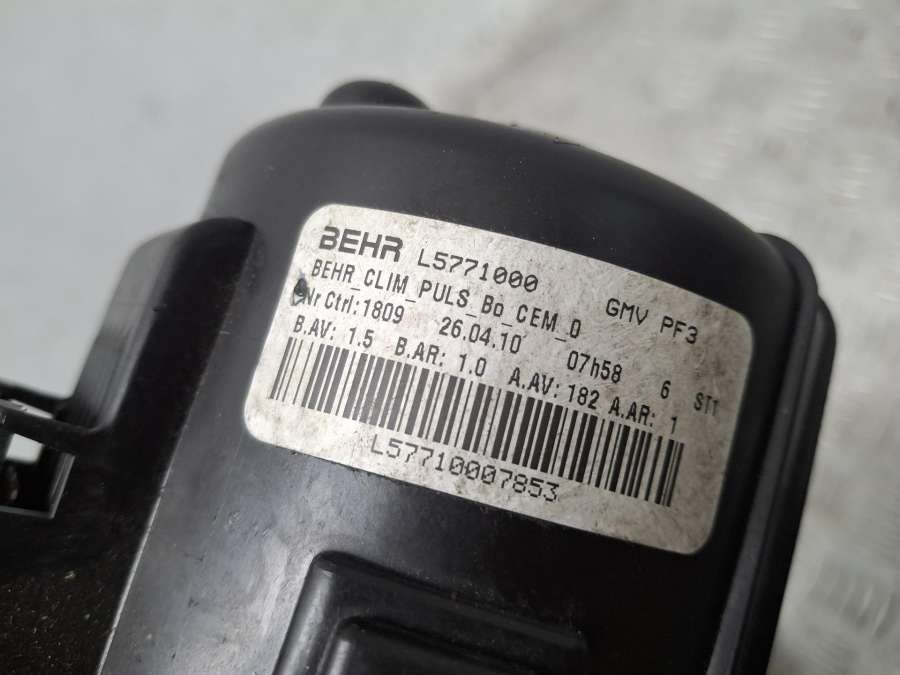 BEHR L5771000
BEHR_CLIM_PULS_Bo_CEM_D GMV PF3
Nr Ctrl:1809 26.04.10 07h58 6 STT
B.AV: 1.5 B.AR: 1.0 A.AV: 182 A.AR: 1
L57710007853